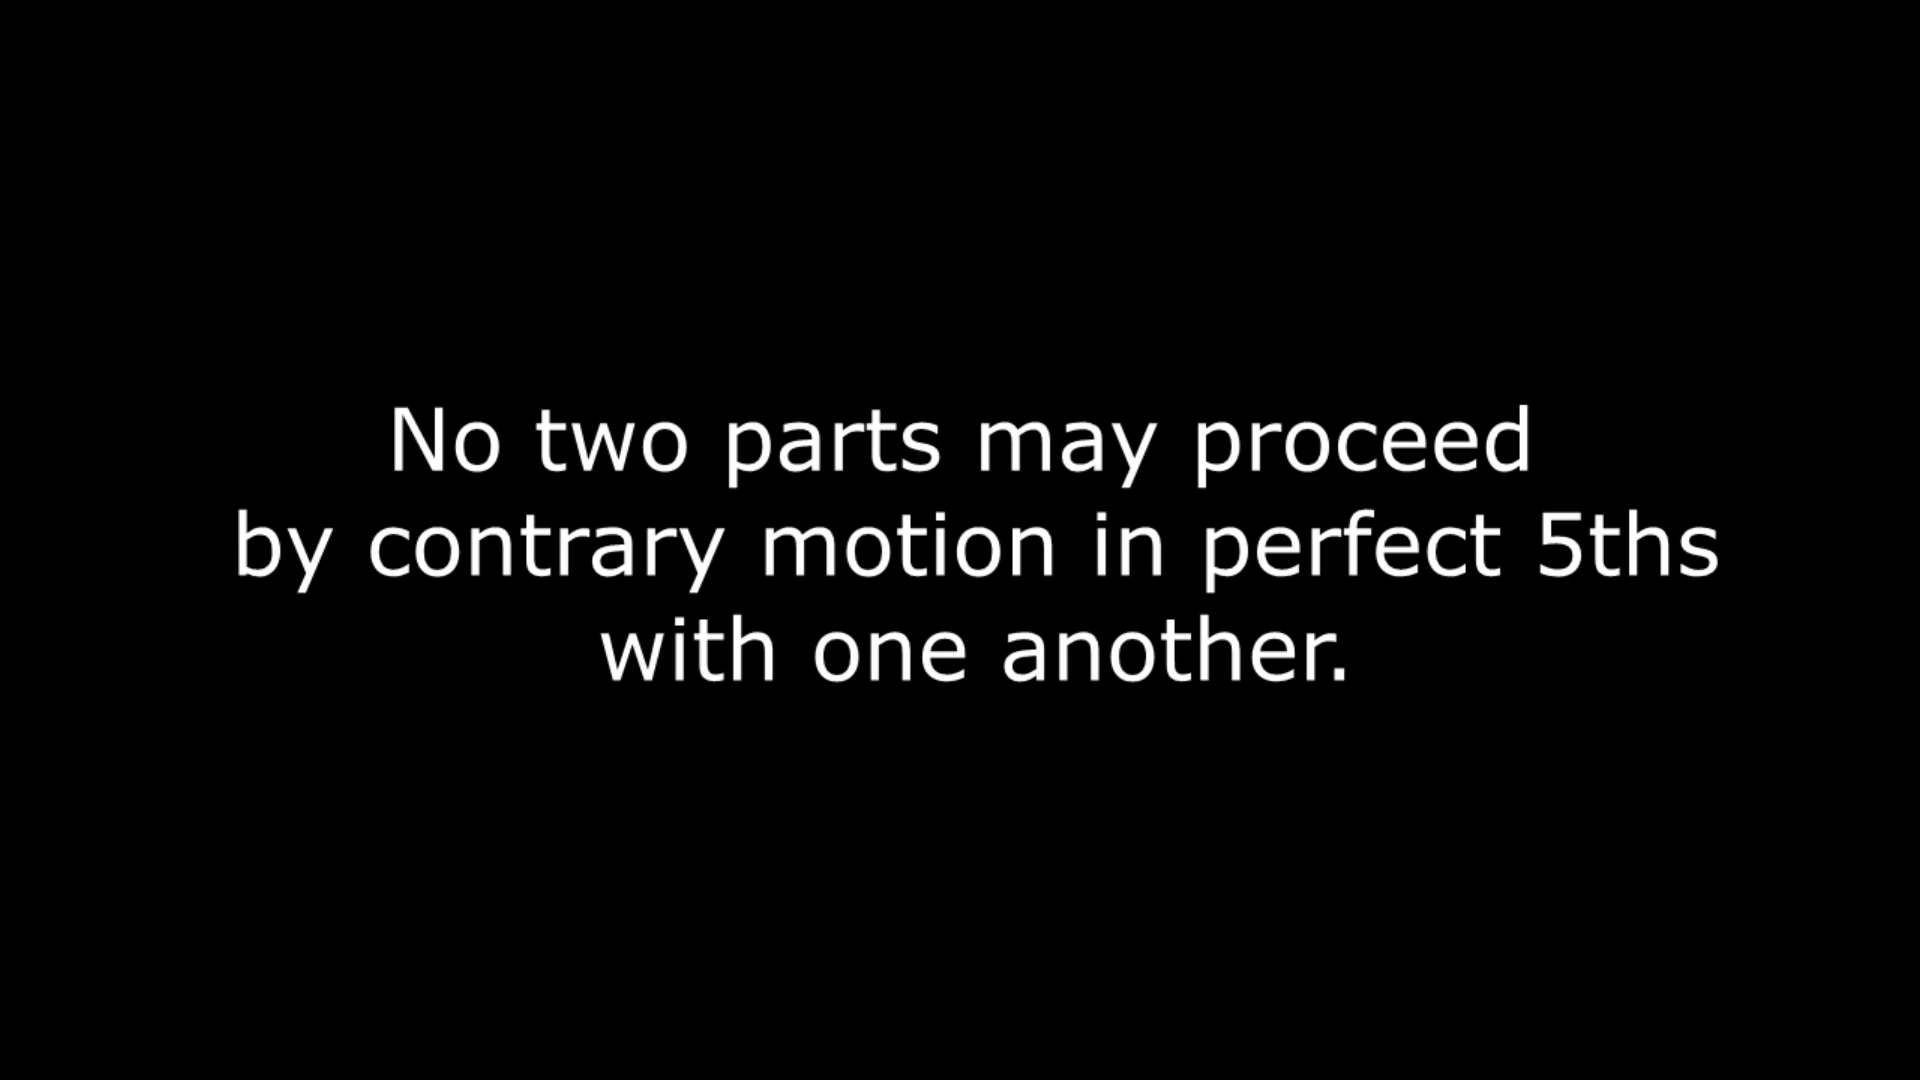 No two parts may proceed
by contrary motion in perfect 5ths
with one another.